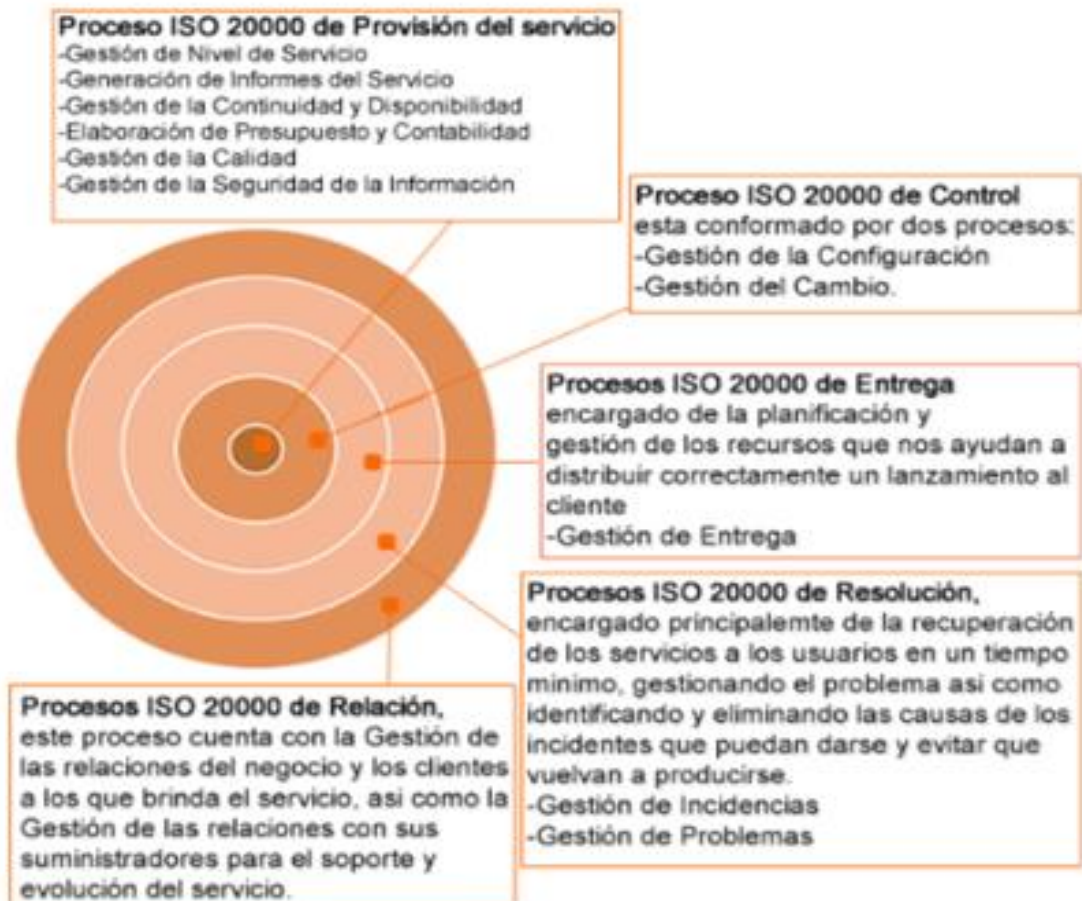 Proceso ISO 20000 de Provisión del servicio
-Gestión de Nivel de Servicio
-Generación de Informes del Servicio
-Gestión de la Continuidad y Disponibilidad
-Elaboración de Presupuesto y Contabilidad
-Gestión de la Calidad
-Gestión de la Seguridad de la Información
Proceso ISO 20000 de Control
esta conformado por dos procesos:
-Gestión de la Configuración
-Gestión del Cambio.
Procesos ISO 20000 de Entrega
encargado de la planificación y
gestión de los recursos que nos ayudan a
distribuir correctamente un lanzamiento al
cliente
-Gestión de Entrega
Procesos ISO 20000 de Resolución,
encargado principalemte de la recuperación
de los servicios a los usuarios en un tiempo
minimo, gestionando el problema asi como
identificando y eliminando las causas de los
incidentes que puedan darse y evitar que
vuelvan a producirse.
-Gestión de Incidencias
-Gestión de Problemas
Procesos ISO 20000 de Relación,
este proceso cuenta con la Gestión de
las relaciones del negocio y los clientes
a los que brinda el servicio, asi como la
Gestión de las relaciones con sus
suministradores para el soporte y
evolución del servicio.